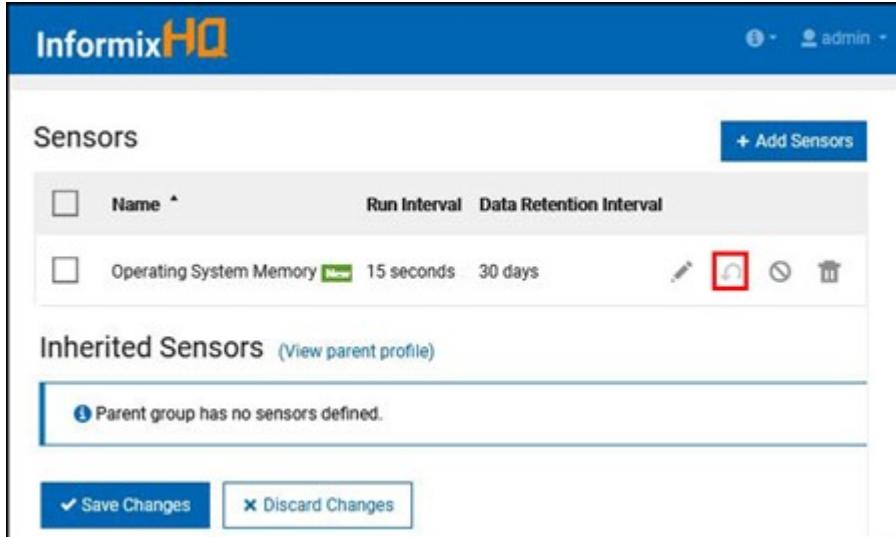 InformixHQ
admin
Sensors
+ Add Sensors
Name Run Interval Data Retention Interval
Operating System Memory New 15 seconds 30 days
Inherited Sensors (View parent profile)
Parent group has no sensors defined.
Save Changes Discard Changes